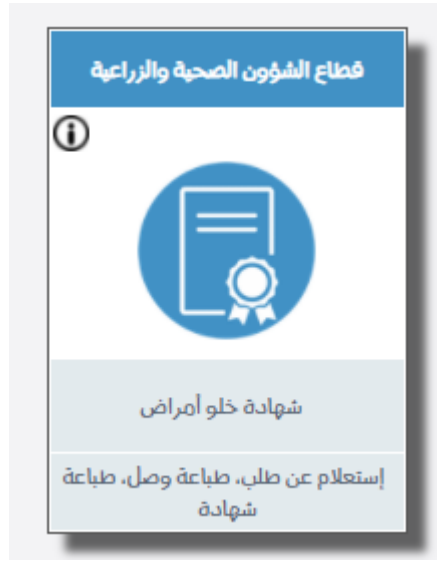 قطاع الشؤون الصحية والزراعية
شهادة خلو أمراض
إستعلام عن طلب، طباعة وصل، طباعة
شهادة